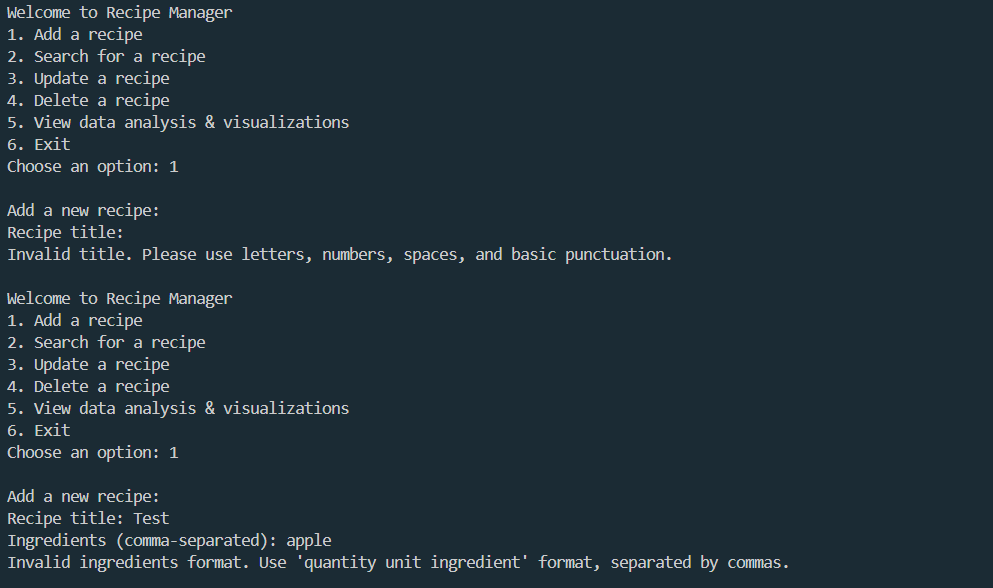 Welcome to Recipe Manager
1. Add a recipe
2. Search for a recipe
3. Update a recipe
4. Delete a recipe
5. View data analysis & visualizations
6. Exit
Choose an option: 1
Add a new recipe:
Recipe title:
Invalid title. Please use letters, numbers, spaces, and basic punctuation.
Welcome to Recipe Manager
1. Add a recipe
2. Search for a recipe
3. Update a recipe
4. Delete a recipe
5. View data analysis & visualizations
6. Exit
Choose an option: 1
Add a new recipe:
Recipe title: Test
Ingredients (comma-separated): apple
Invalid ingredients format. Use 'quantity unit ingredient' format, separated by commas.